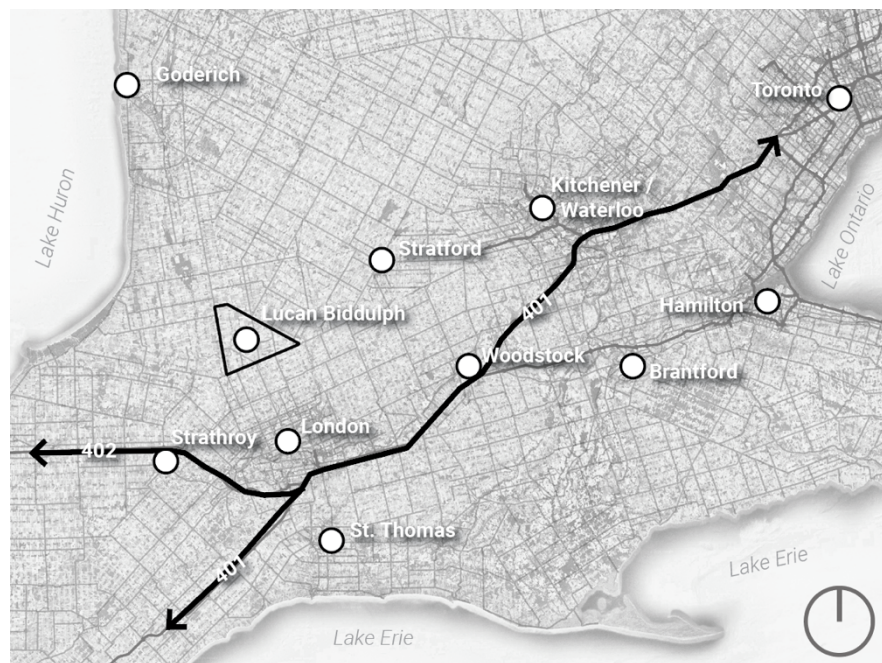 Goderich
Toronto
Lake Huron
Kitchener /
Waterloo
Lake Ontario
Stratford
Hamilton
401
Lucan Biddulph
Woodstock
Brantford
London
Strathroy
402
St. Thomas
401
Lake Erie
Lake Erie